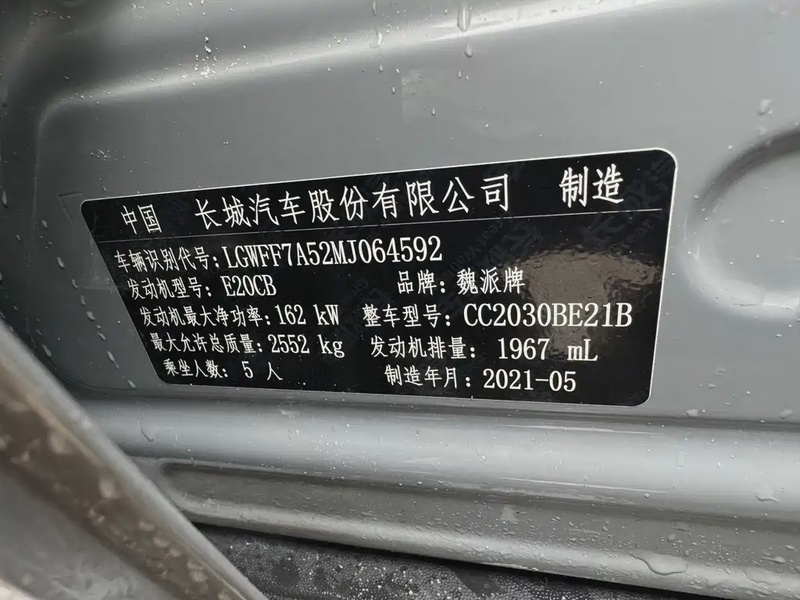 中国 长城汽车股份有限公司 制造
车辆识别代号:LGWFF7A52MJ064592
发动机型号:E20CB 品牌:魏派牌
发动机最大净功率:162 kW 整车型号:CC2030BE21B
最大允许总质量:2552 kg 发动机排量:1967 mL
乘坐人数:5 人 制造年月:2021-05